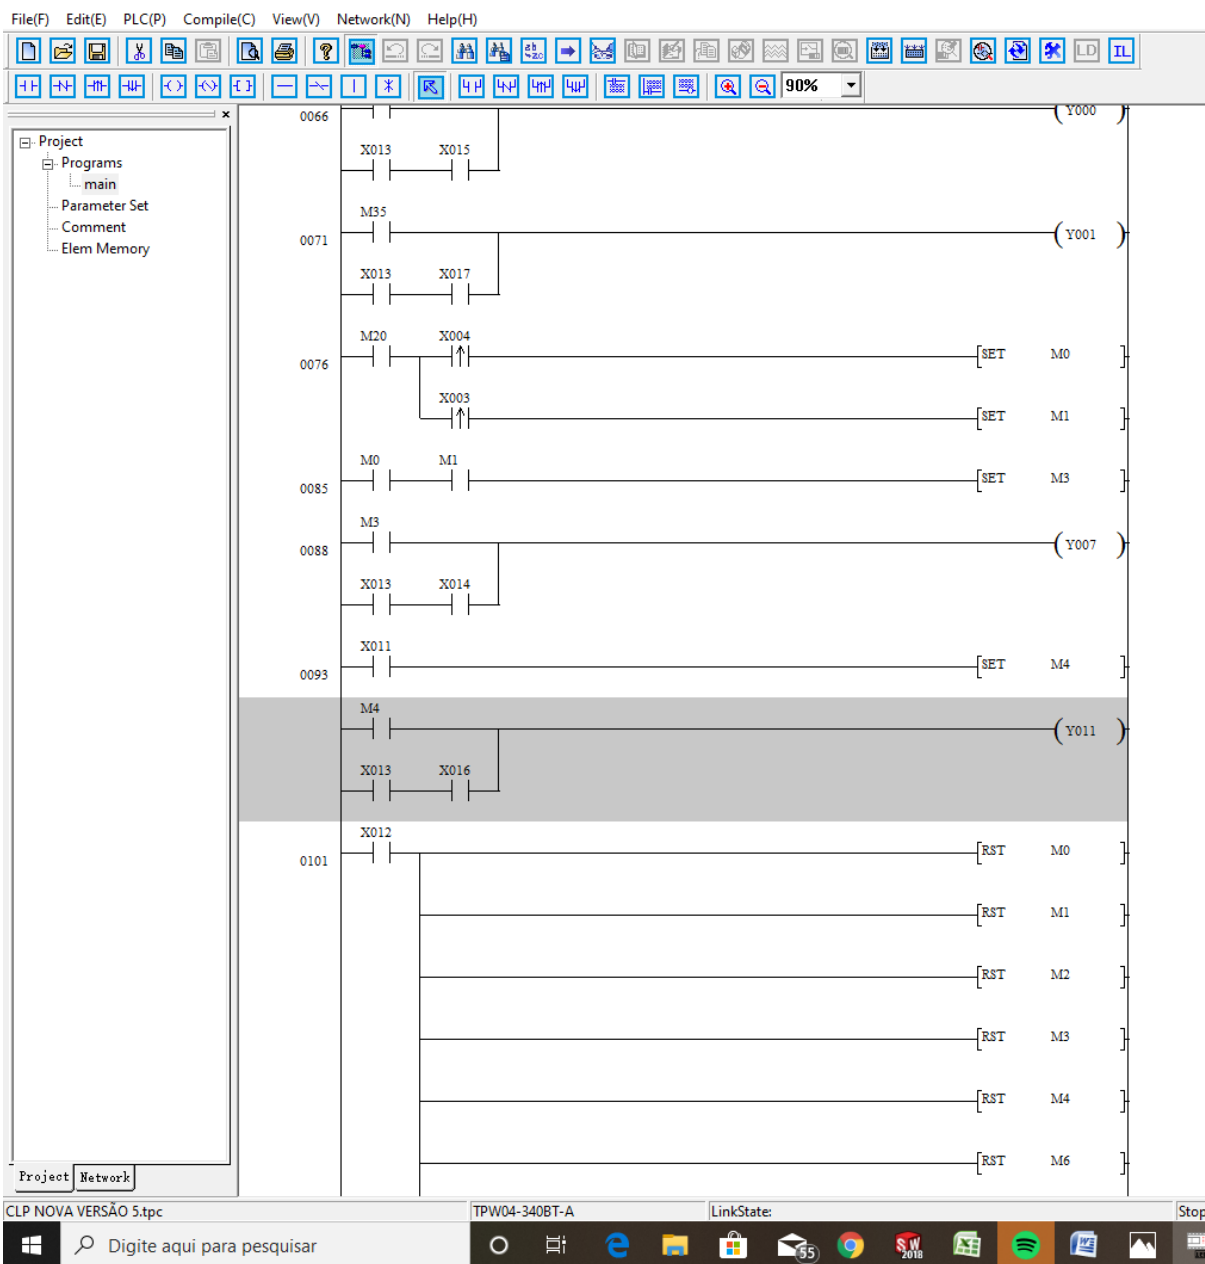 File(F) Edit(E) PLC(P) Compile(C) View(V) Network(N) Help(H)
LD IL
90%
x
Project
Programs
main
Parameter Set
Comment
Elem Memory
0066 Y000
X013 X015
M35
0071 Y001
X013 X017
M20 X004
0076 SET M0
X003
SET M1
M0 M1
0085 SET M3
M3
0088 Y007
X013 X014
X011
0093 SET M4
M4
Y011
X013 X016
X012
0101 RST M0
RST M1
RST M2
RST M3
RST M4
RST M6
Project Network
CLP NOVA VERSÃO 5.tpc TPW04-340BT-A LinkState: Stop
Digite aqui para pesquisar 55 SW 2018